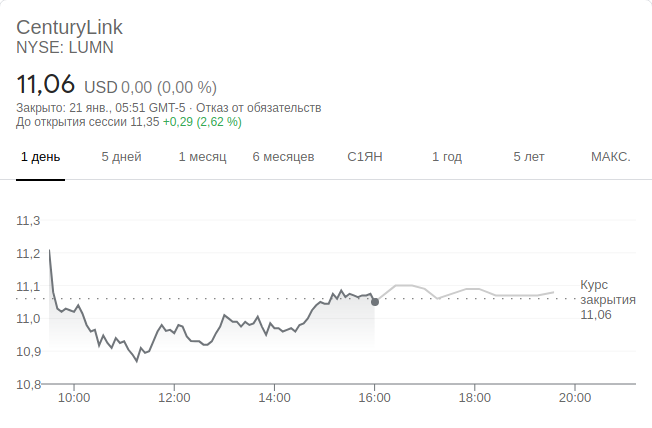 CenturyLink
NYSE: LUMN
11,06 USD 0,00 (0,00 %)
Закрыто: 21 янв., 05:51 GMT-5 · Отказ от обязательств
До открытия сессии 11,35 +0,29 (2,62 %)
1 день 5 дней 1 месяц 6 месяцев С1ЯН 1 год 5 лет МАКС.
11,3
11,2
11,1
11,0
10,9
10,8
Курс
закрытия
11,06
10:00 12:00 14:00 16:00 18:00 20:00